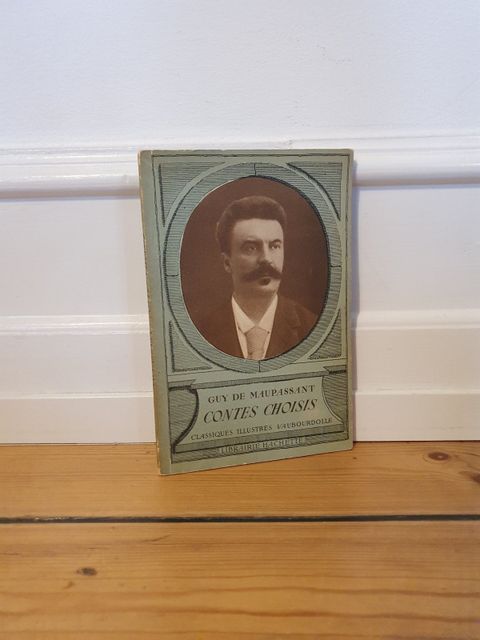 GUY DE MAUPASSANT
CONTES CHOISIS
CLASSIQUES ILLUSTRÉS VAUBOURDOLLE
LIBRAIRIE HACHETTE